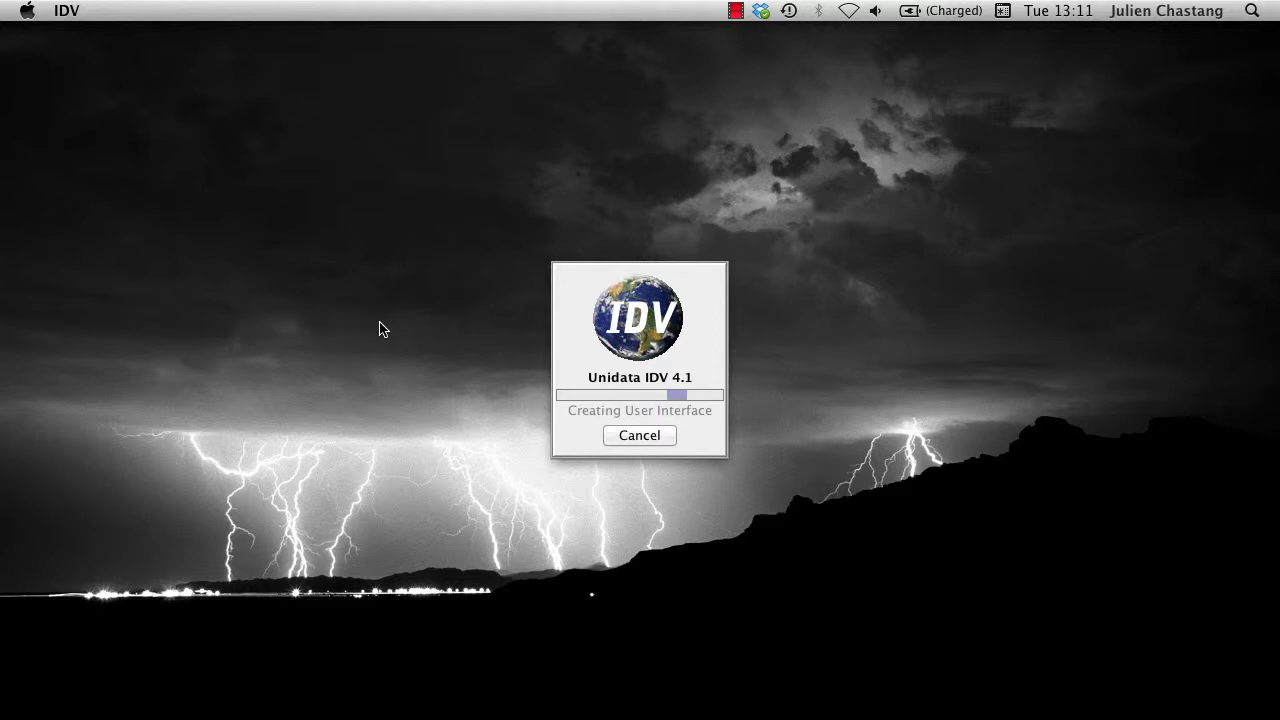 IDV (Charged) Tue 13:11 Julien Chastang
IDV
Unidata IDV 4.1
Creating User Interface
Cancel